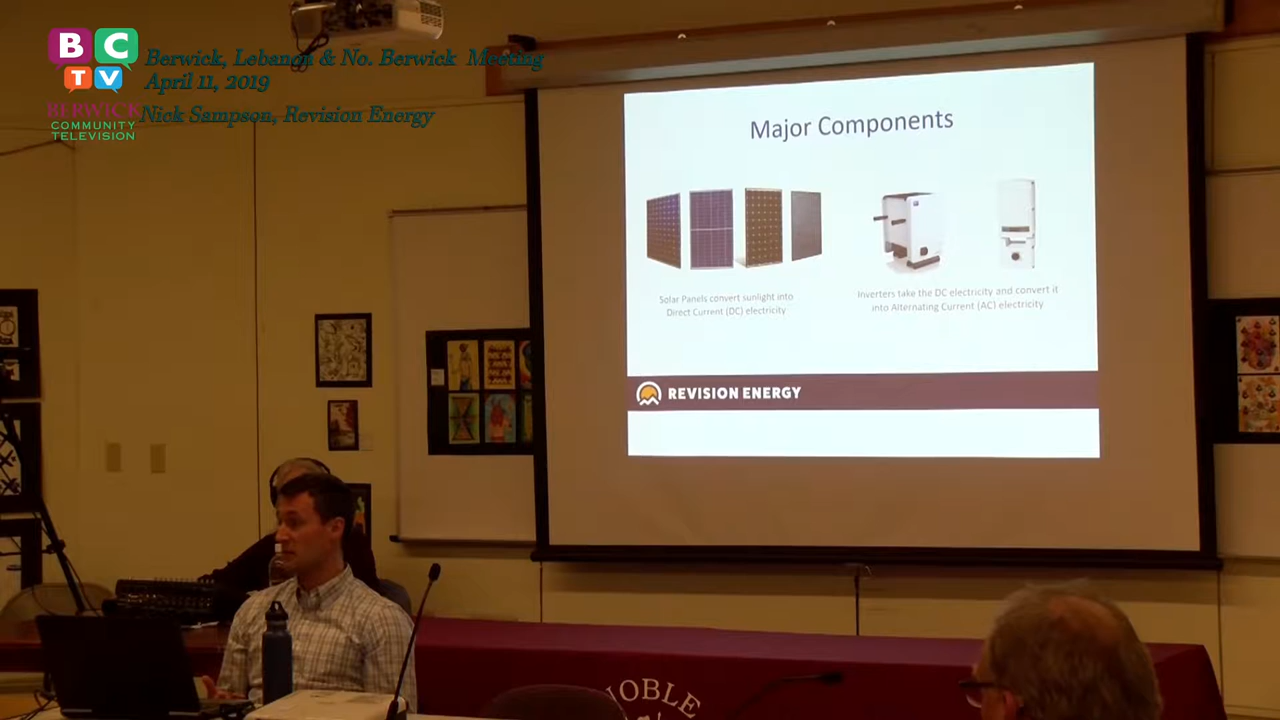 B C
TV
BERWICK
COMMUNITY
TELEVISION
Berwick, Lebanon & No. Berwick Meeting
April 11, 2019
Nick Sampson, Revision Energy
Major Components
Solar Panels convert sunlight into
Direct Current (DC) electricity
Inverters take the DC electricity and convert it
into Alternating Current (AC) electricity
REVISION ENERGY
NOBLE